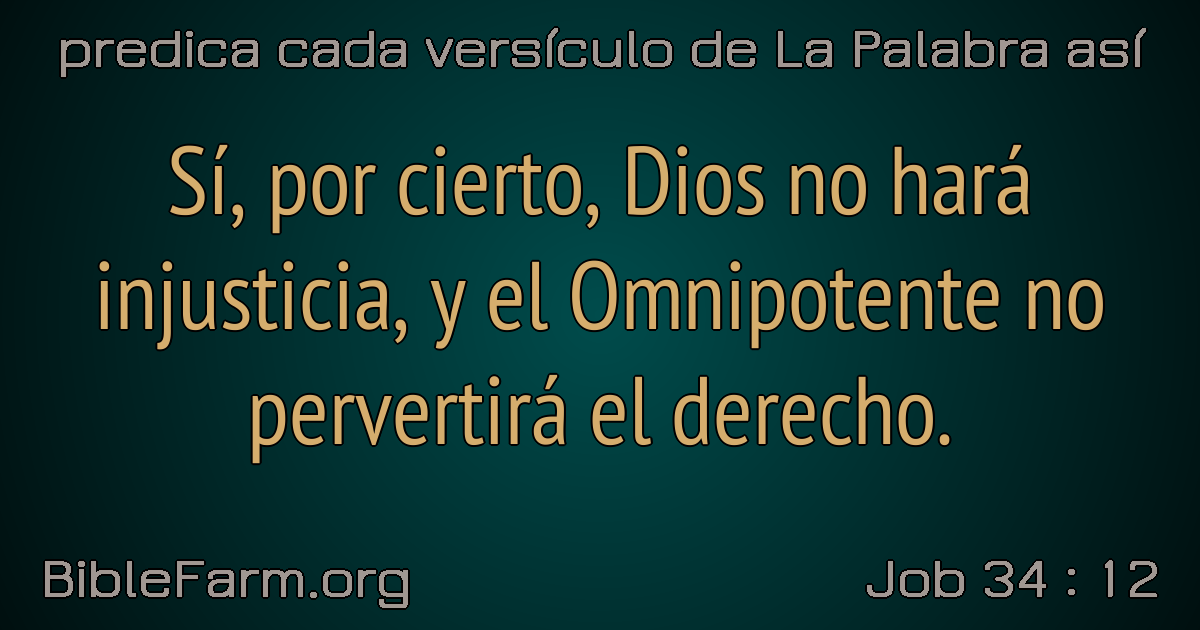 predica cada versículo de La Palabra así
Sí, por cierto, Dios no hará
injusticia, y el Omnipotente no
pervertirá el derecho.
BibleFarm.org
Job 34 : 12